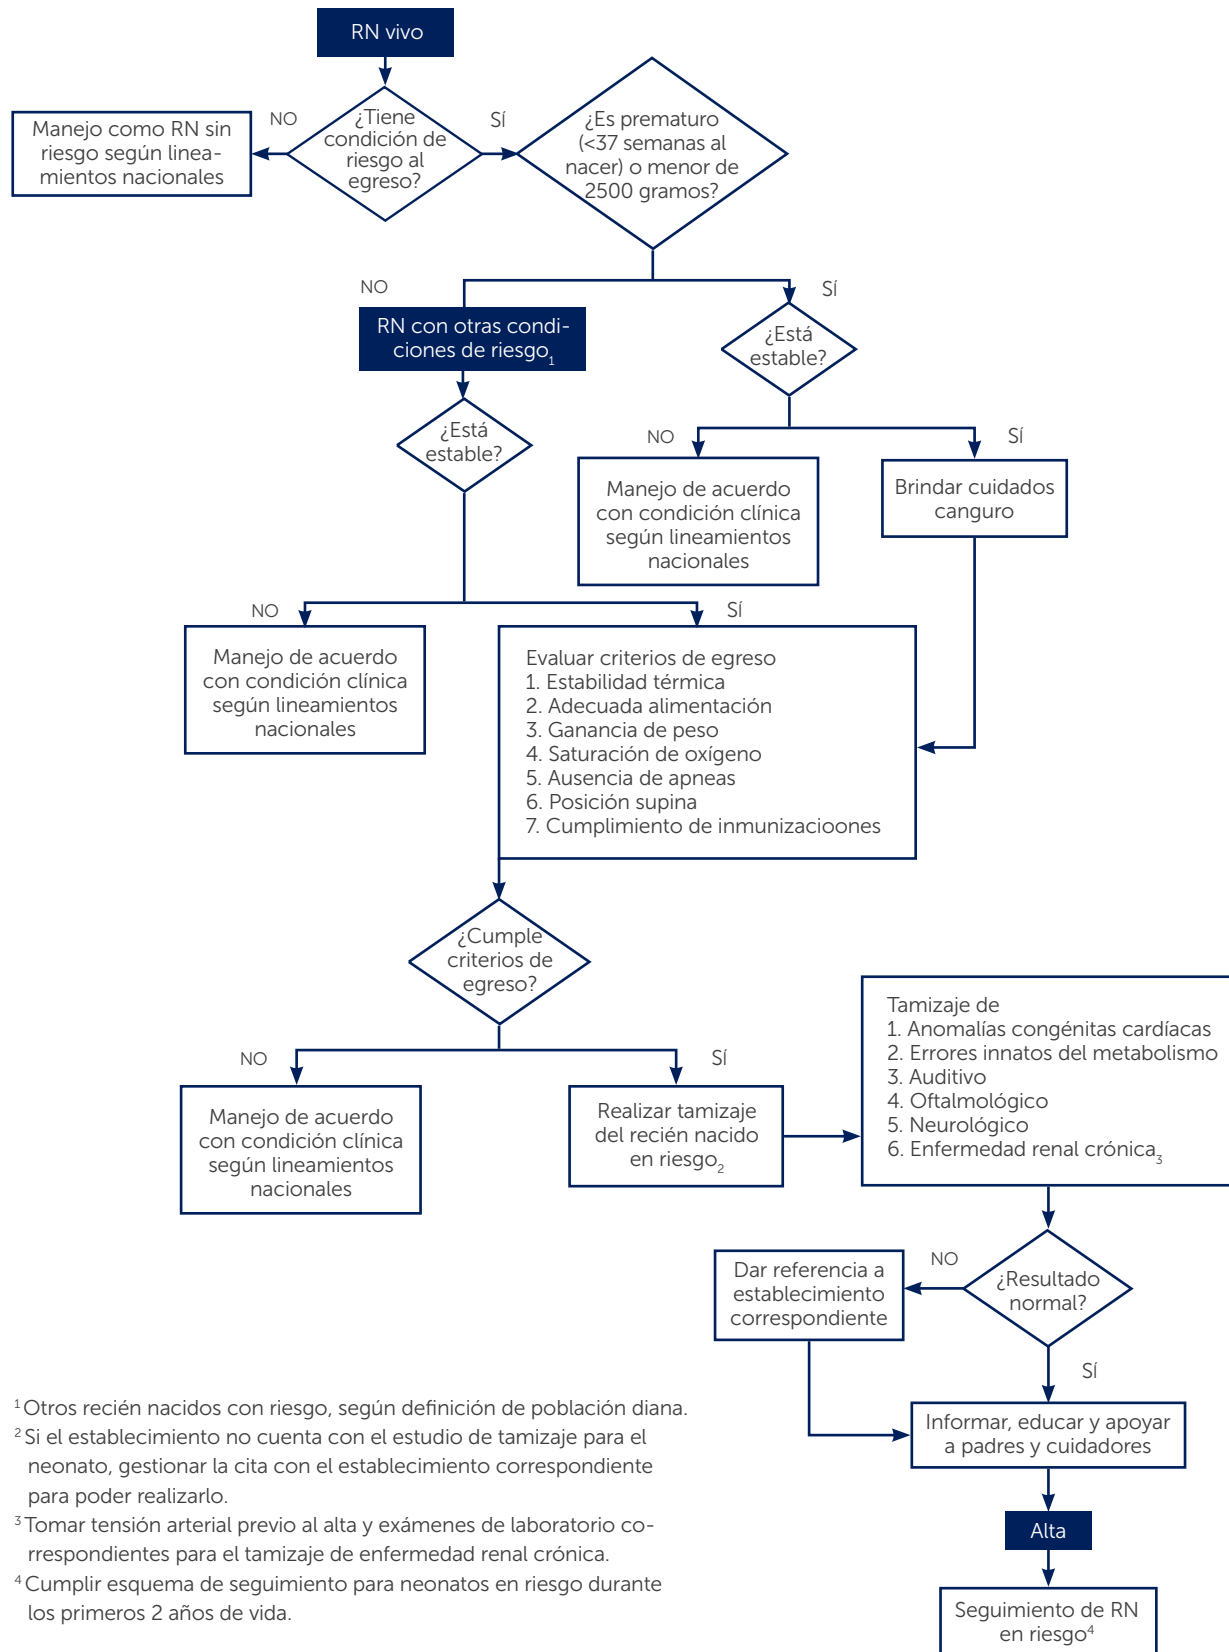 RN vivo
¿Tiene
condición de
riesgo al
egreso?
NO
SÍ
Manejo como RN sin
riesgo según linea-
mientos nacionales
¿Es prematuro
(<37 semanas al
nacer) o menor de
2500 gramos?
NO
SÍ
RN con otras condi-
ciones de riesgo1
¿Está
estable?
¿Está
estable?
NO
SÍ
Manejo de acuerdo
con condición clínica
según lineamientos
nacionales
Brindar cuidados
canguro
NO
SÍ
Manejo de acuerdo
con condición clínica
según lineamientos
nacionales
Evaluar criterios de egreso
1. Estabilidad térmica
2. Adecuada alimentación
3. Ganancia de peso
4. Saturación de oxígeno
5. Ausencia de apneas
6. Posición supina
7. Cumplimiento de inmunizacioones
¿Cumple
criterios de
egreso?
NO
SÍ
Manejo de acuerdo
con condición clínica
según lineamientos
nacionales
Realizar tamizaje
del recién nacido
en riesgo2
Tamizaje de
1. Anomalías congénitas cardíacas
2. Errores innatos del metabolismo
3. Auditivo
4. Oftalmológico
5. Neurológico
6. Enfermedad renal crónica3
¿Resultado
normal?
NO
SÍ
Dar referencia a
establecimiento
correspondiente
Informar, educar y apoyar
a padres y cuidadores
Alta
Seguimiento de RN
en riesgo4
1 Otros recién nacidos con riesgo, según definición de población diana.
2 Si el establecimiento no cuenta con el estudio de tamizaje para el
neonato, gestionar la cita con el establecimiento correspondiente
para poder realizarlo.
3 Tomar tensión arterial previo al alta y exámenes de laboratorio co-
rrespondientes para el tamizaje de enfermedad renal crónica.
4 Cumplir esquema de seguimiento para neonatos en riesgo durante
los primeros 2 años de vida.